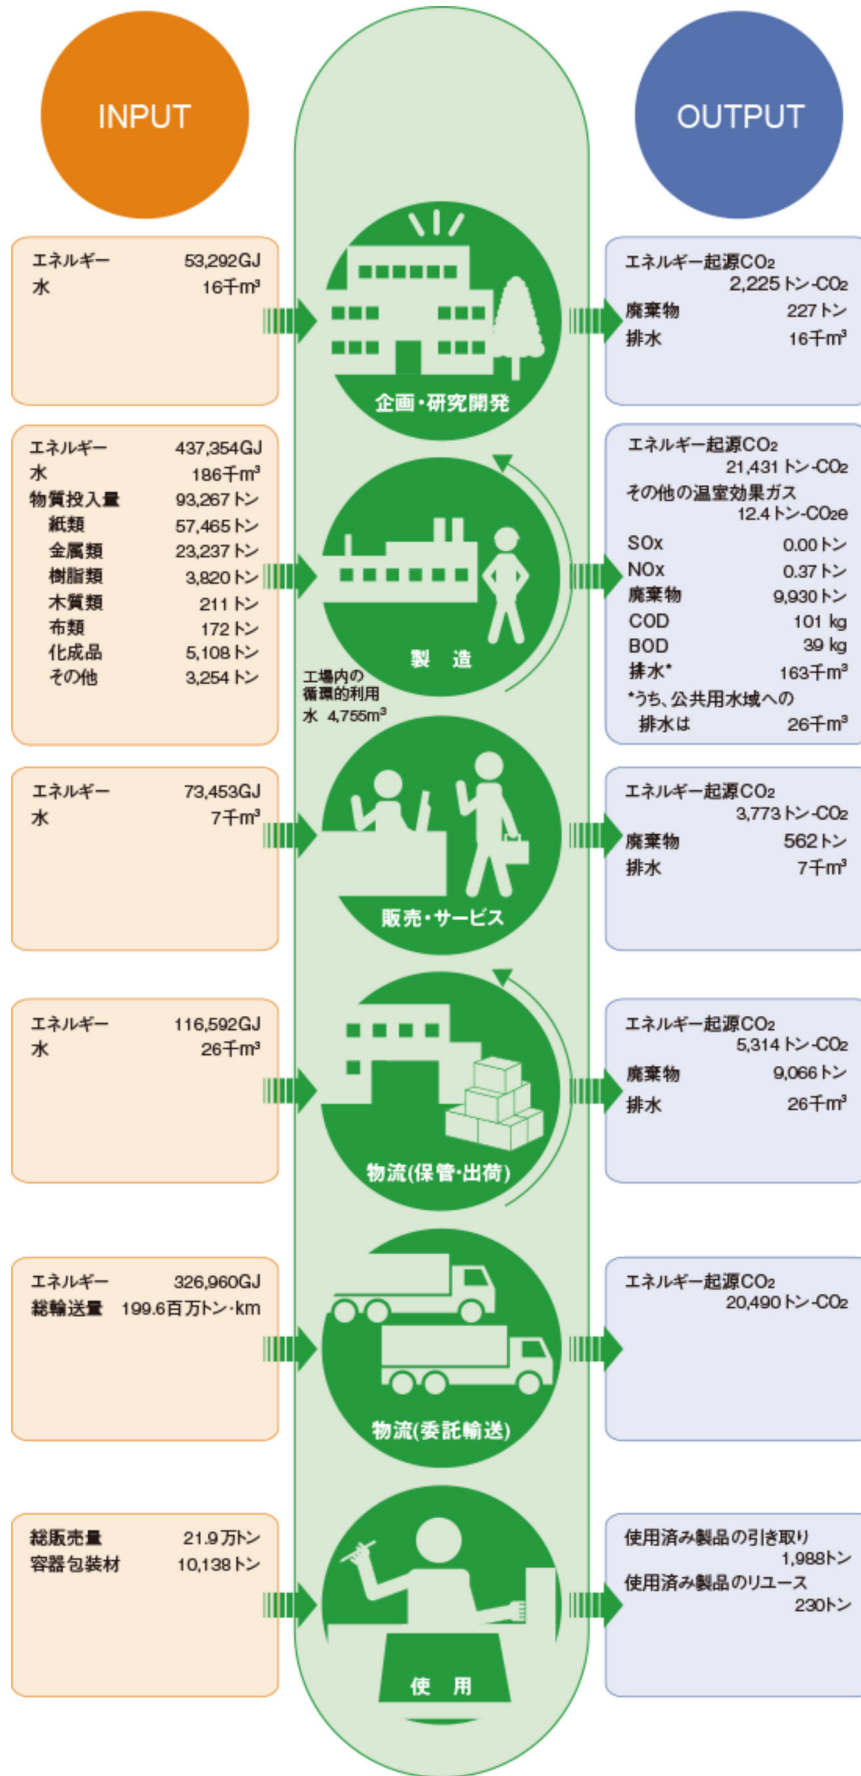 INPUT
OUTPUT
エネルギー 53,292GJ
水 16千m³
企画・研究開発
エネルギー起源CO₂
2,225トン-CO₂
廃棄物 227トン
排水 16千m³
エネルギー 437,354GJ
水 186千m³
物質投入量 93,267トン
紙類 57,465トン
金属類 23,237トン
樹脂類 3,820トン
木質類 211トン
布類 172トン
化成品 5,108トン
その他 3,254トン
製造
工場内の
循環的利用
水 4,755m³
エネルギー起源CO₂
21,431トン-CO₂
その他の温室効果ガス
12.4トン-CO₂e
SOx 0.00トン
NOx 0.37トン
廃棄物 9,930トン
COD 101 kg
BOD 39 kg
排水* 163千m³
*うち、公共用水域への
排水は 26千m³
エネルギー 73,453GJ
水 7千m³
販売・サービス
エネルギー起源CO₂
3,773トン-CO₂
廃棄物 562トン
排水 7千m³
エネルギー 116,592GJ
水 26千m³
物流(保管・出荷)
エネルギー起源CO₂
5,314トン-CO₂
廃棄物 9,066トン
排水 26千m³
エネルギー 326,960GJ
総輸送量 199.6百万トン・km
物流(委託輸送)
エネルギー起源CO₂
20,490トン-CO₂
総販売量 21.9万トン
容器包装材 10,138トン
使用
使用済み製品の引き取り
1,988トン
使用済み製品のリユース
230トン